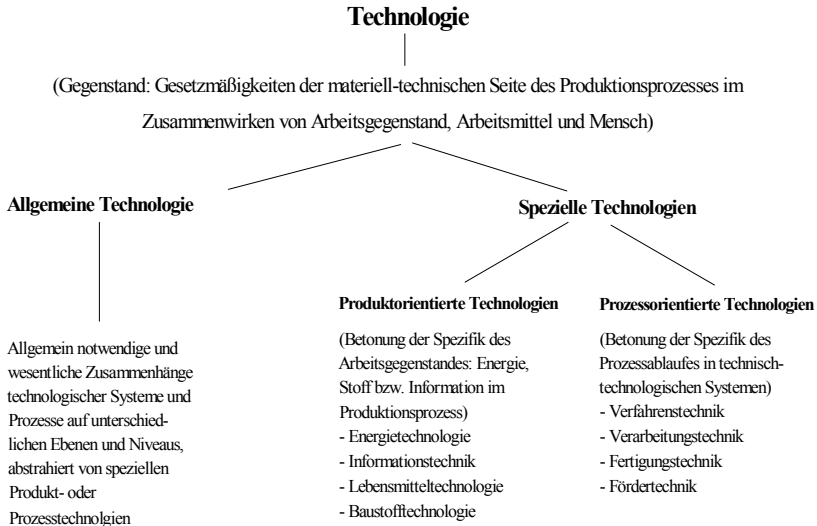 Technologie
(Gegenstand: Gesetzmäßigkeiten der materiell-technischen Seite des Produktionsprozesses im
Zusammenwirken von Arbeitsgegenstand, Arbeitsmittel und Mensch)
Allgemeine Technologie
Allgemein notwendige und
wesentliche Zusammenhänge
technologischer Systeme und
Prozesse auf unterschied-
lichen Ebenen und Niveaus,
abstrahiert von speziellen
Produkt- oder
Prozesstechnolgien
Spezielle Technologien
Produktorientierte Technologien
(Betonung der Spezifik des
Arbeitsgegenstandes: Energie,
Stoff bzw. Information im
Produktionsprozess)
- Energietechnologie
- Informationstechnik
- Lebensmitteltechnologie
- Baustofftechnologie
Prozessorientierte Technologien
(Betonung der Spezifik des
Prozessablaufes in technisch-
technologischen Systemen)
- Verfahrenstechnik
- Verarbeitungstechnik
- Fertigungstechnik
- Fördertechnik